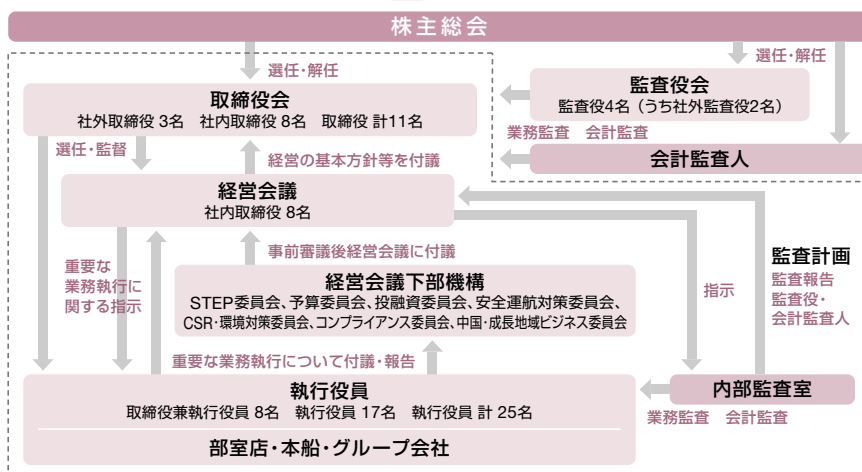 株主総会
選任・解任
選任・解任
取締役会
社外取締役 3名 社内取締役 8名 取締役 計11名
監査役会
監査役4名（うち社外監査役2名）
業務監査 会計監査
選任・監督
経営の基本方針等を付議
会計監査人
経営会議
社内取締役 8名
重要な
業務執行に
関する指示
事前審議後経営会議に付議
経営会議下部機構
STEP委員会、予算委員会、投融資委員会、安全運航対策委員会、
CSR・環境対策委員会、コンプライアンス委員会、中国・成長地域ビジネス委員会
指示
監査計画
監査報告
監査役・
会計監査人
重要な業務執行について付議・報告
執行役員
取締役兼執行役員 8名 執行役員 17名 執行役員 計 25名
内部監査室
業務監査 会計監査
部室店・本船・グループ会社